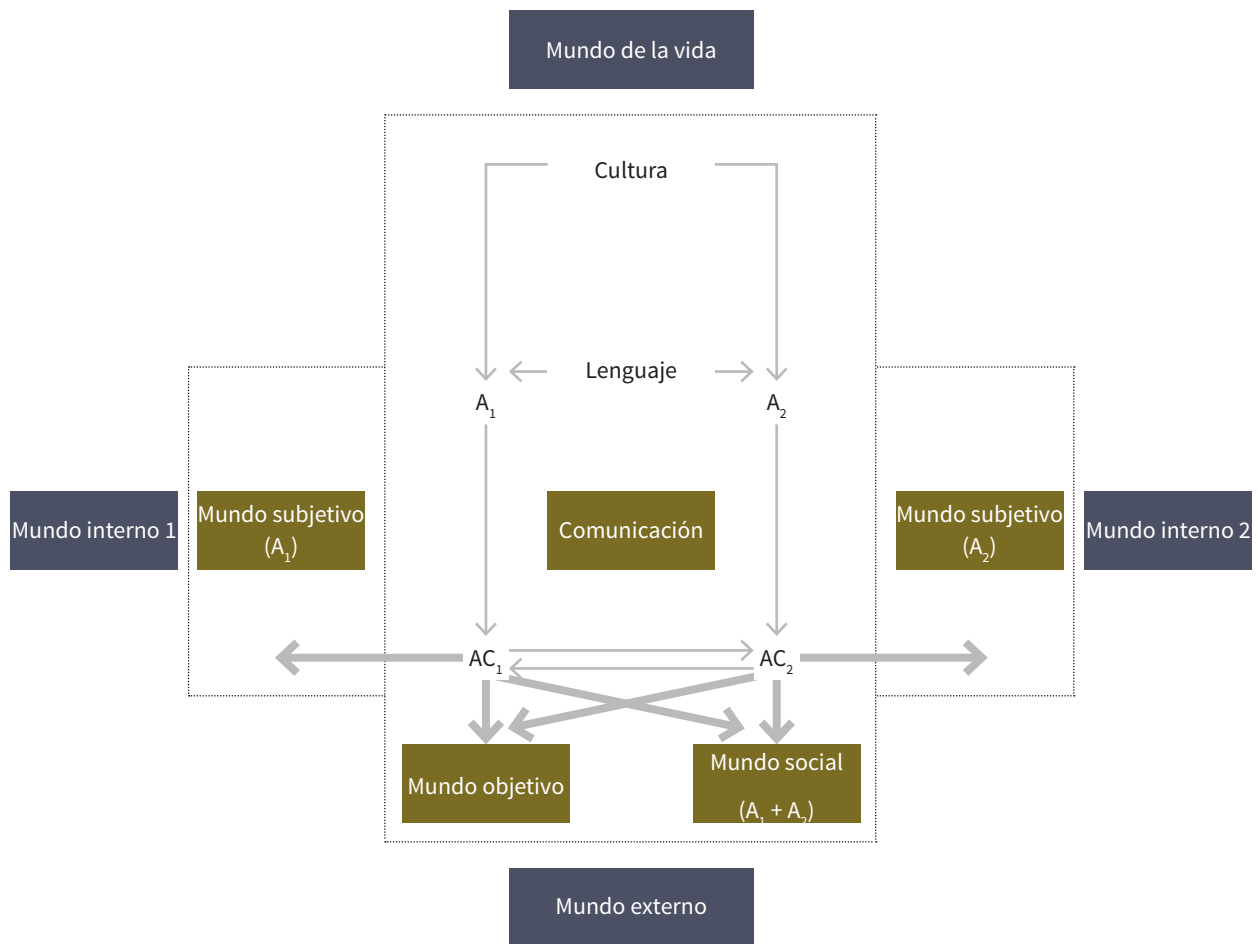 Mundo de la vida
Cultura
Lenguaje
A₁
A₂
Mundo interno 1
Mundo subjetivo
(A₁)
Comunicación
Mundo subjetivo
(A₂)
Mundo interno 2
AC₁
AC₂
Mundo objetivo
Mundo social
(A₁ + A₂)
Mundo externo